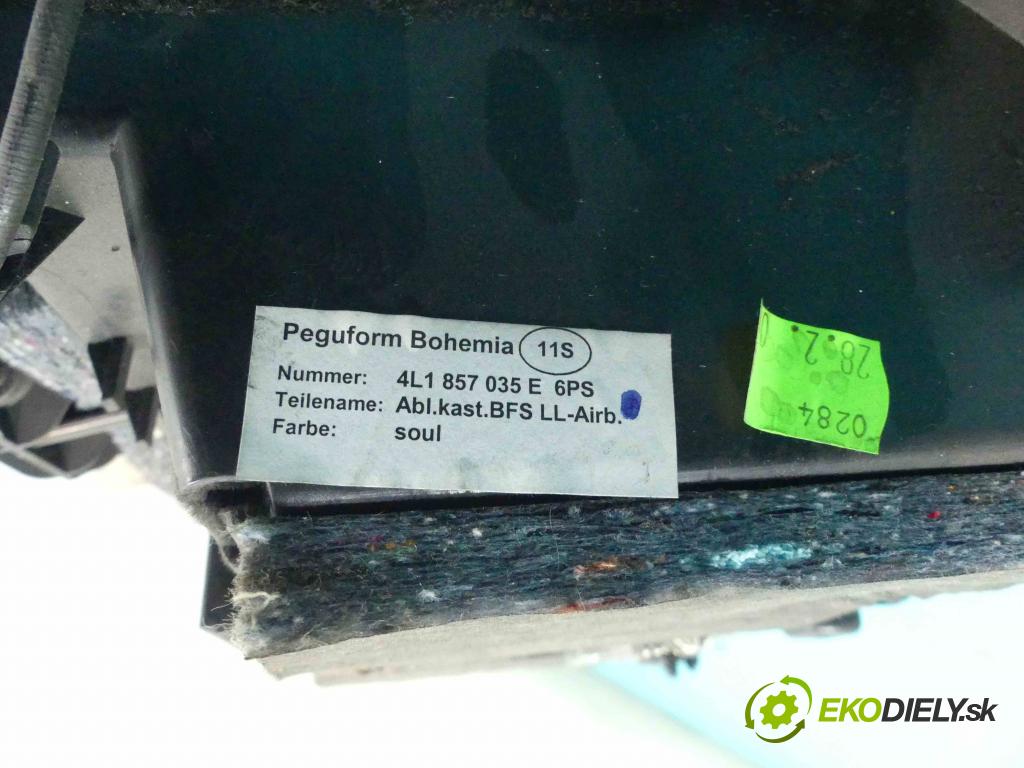 Peguform Bohemia 11S
Nummer: 4L1 857 035 E 6PS
Teilename: Abl.kast.BFS LL-Airb.
Farbe: soul
28.2.0
0284
EKODIELY.sk